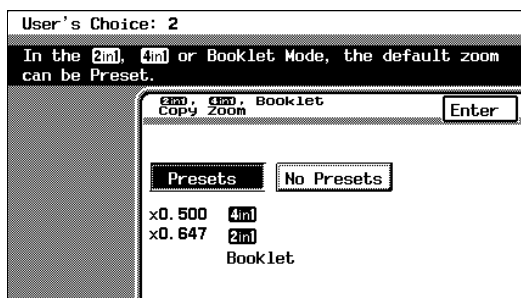 User's Choice: 2
In the 2in1, 4in1 or Booklet Mode, the default zoom
can be Preset.
2in1, 4in1, Booklet
Copy Zoom
Enter
Presets No Presets
x0.500 4in1
x0.647 2in1
Booklet